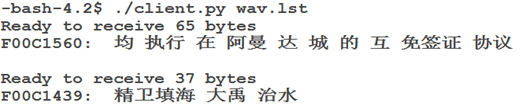 -bash-4.2$ ./client.py wav.lst
Ready to receive 65 bytes
F00C1560: 均 执行 在 阿曼 达 城 的 互 免签证 协议
Ready to receive 37 bytes
F00C1439: 精卫填海 大禹 治水